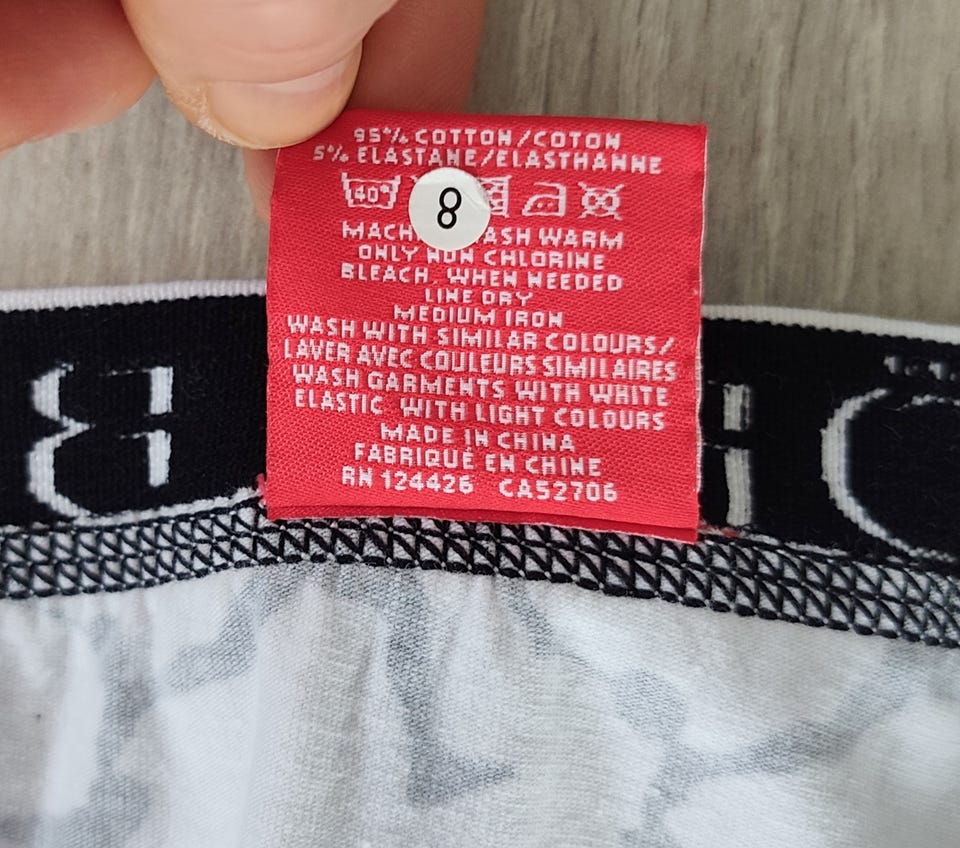 95% COTTON/COTON
5% ELASTANE/ELASTHANNE
40°
8
MACH ASH WARM
ONLY NON CHLORINE
BLEACH, WHEN NEEDED
LINE DRY
MEDIUM IRON
WASH WITH SIMILAR COLOURS/
LAVER AVEC COULEURS SIMILAIRES
WASH GARMENTS WITH WHITE
ELASTIC WITH LIGHT COLOURS
MADE IN CHINA
FABRIQUÉ EN CHINE
RN 124426 CA52706